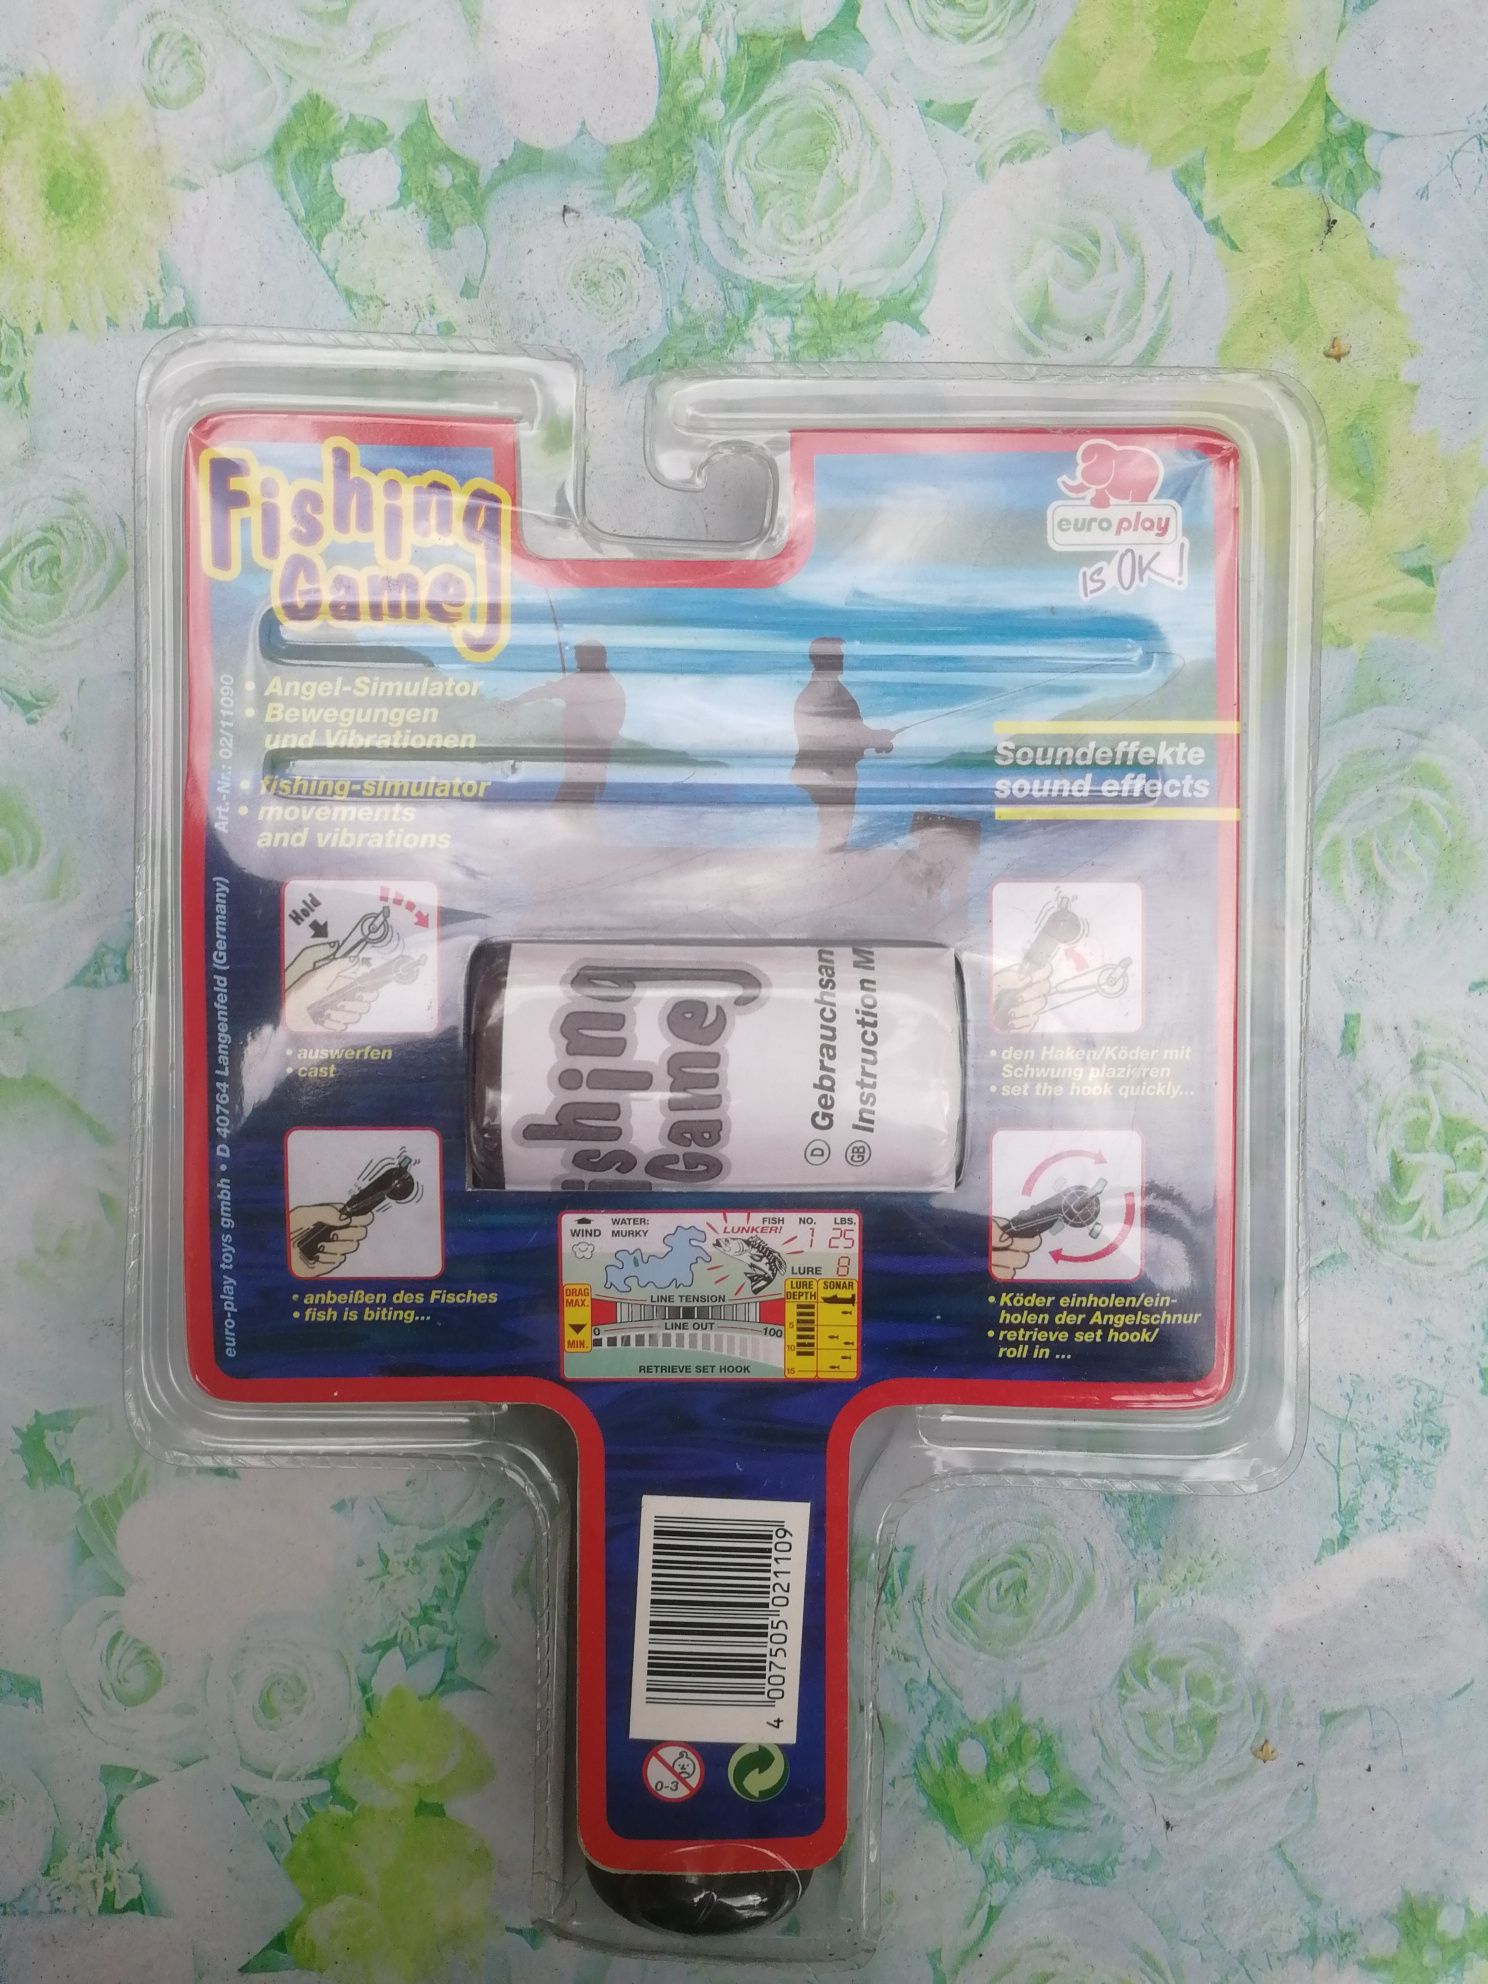 Fishing
Game
euro play
IS OK!
• Angel-Simulator
• Bewegungen
und Vibrationen
• fishing-simulator
• movements
and vibrations
Soundeffekte
sound effects
Art.-Nr.: 02/11090
euro-play toys gmbh • D 40764 Langenfeld (Germany)
Hold
• auswerfen
• cast
• den Haken/Köder mit
Schwung plazieren
• set the hook quickly...
ishing
Game
D Gebrauchsan
GB Instruction M
• anbeißen des Fisches
• fish is biting...
• Köder einholen/ein-
holen der Angelschnur
• retrieve set hook/
roll in ...
WIND
WATER:
MURKY
LUNKER!
FISH NO. LBS.
1 25
LURE 8
DRAG
MAX.
MIN.
LINE TENSION
LINE OUT
0 100
RETRIEVE SET HOOK
LURE
DEPTH
SONAR
5
10
15
4 007505 021109
0-3